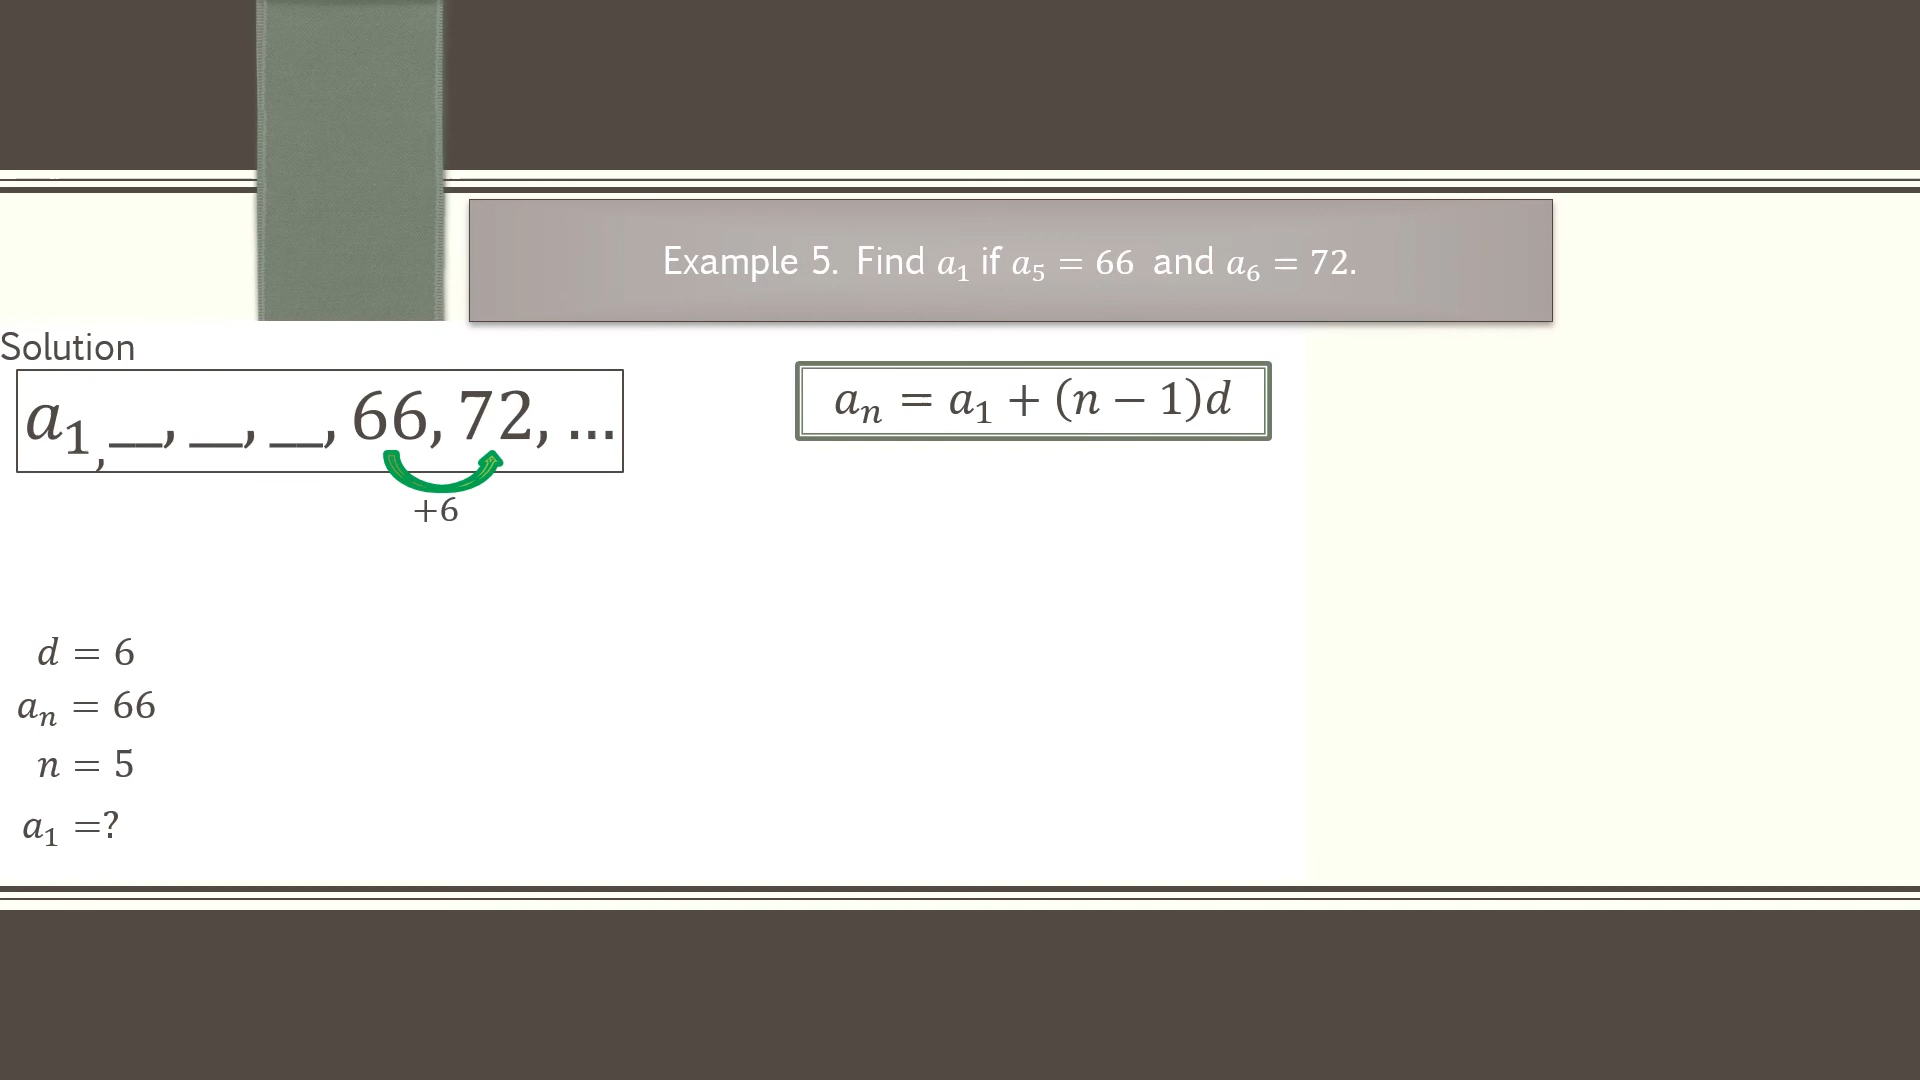 Example 5. Find a₁ if a₅ = 66 and a₆ = 72.
Solution
a₁, __, __, __, 66, 72, …
+6
aₙ = a₁ + (n − 1)d
d = 6
aₙ = 66
n = 5
a₁ =?